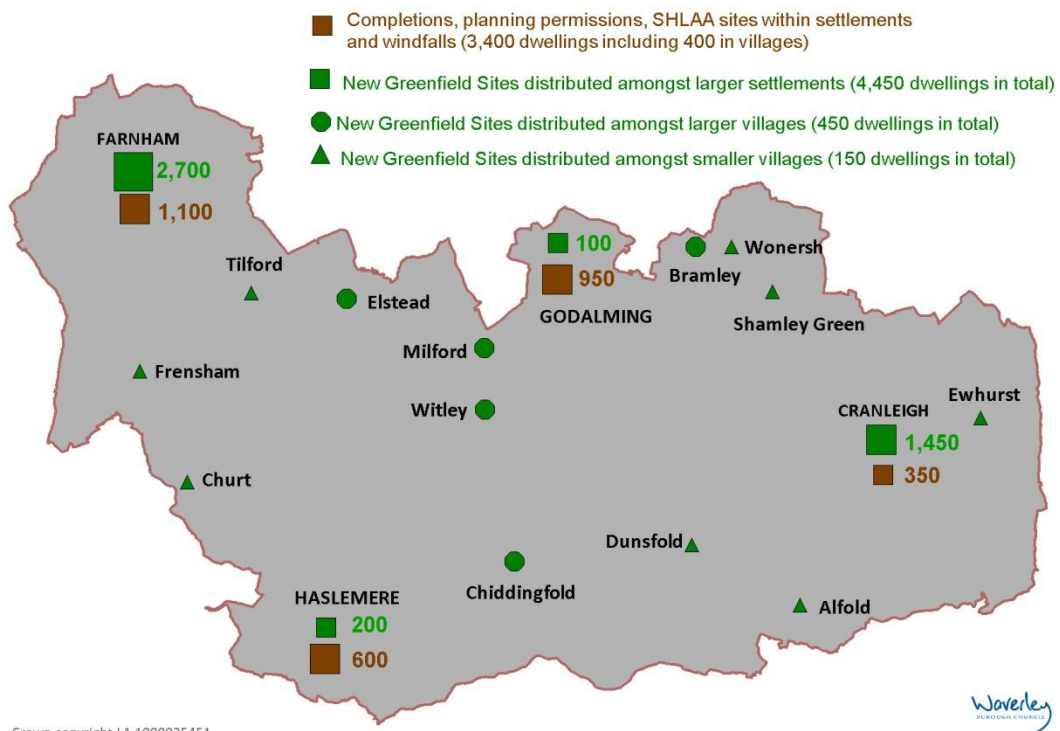 Completions, planning permissions, SHLAA sites within settlements
and windfalls (3,400 dwellings including 400 in villages)
New Greenfield Sites distributed amongst larger settlements (4,450 dwellings in total)
New Greenfield Sites distributed amongst larger villages (450 dwellings in total)
New Greenfield Sites distributed amongst smaller villages (150 dwellings in total)
FARNHAM
2,700
1,100
Tilford
Elstead
100
950
GODALMING
Bramley
Wonersh
Shamley Green
Milford
Frensham
Witley
Ewhurst
CRANLEIGH
1,450
350
Churt
Dunsfold
Chiddingfold
Alfold
HASLEMERE
200
600
Waverley
BOROUGH COUNCIL